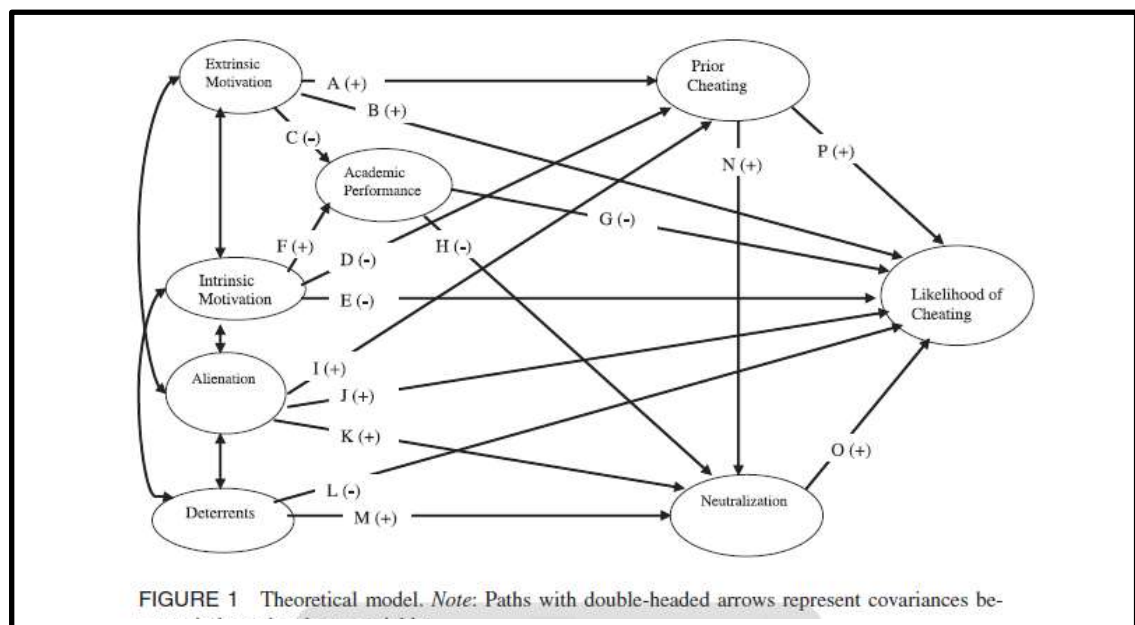 Extrinsic
Motivation
A (+)
Prior
Cheating
B (+)
C (-)
P (+)
N (+)
Academic
Performance
G (-)
F (+)
H (-)
D (-)
Intrinsic
Motivation
E (-)
Likelihood of
Cheating
I (+)
Alienation
J (+)
K (+)
O (+)
L (-)
Neutralization
Deterrents
M (+)
FIGURE 1 Theoretical model. Note: Paths with double-headed arrows represent covariances be-